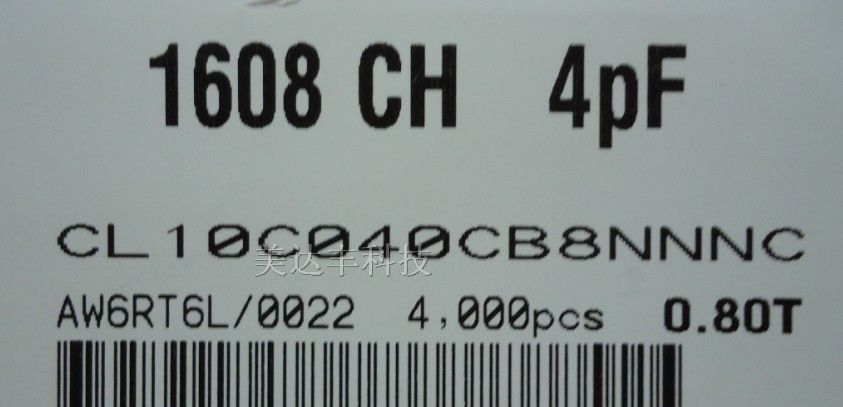 1608 CH 4pF
CL10C040CB8NNNC
美达丰科技
AW6RT6L/0022 4,000pcs 0.80T